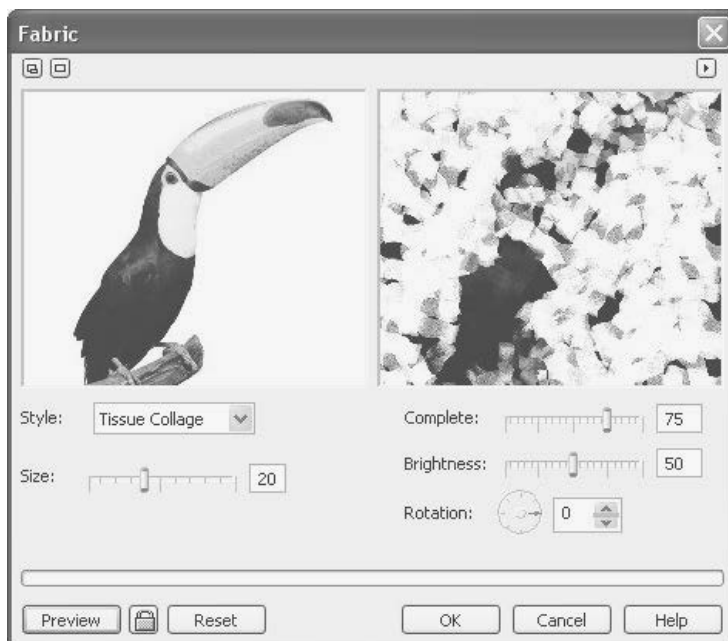 Fabric
Style: Tissue Collage
Complete: 75
Size: 20
Brightness: 50
Rotation: 0
Preview Reset OK Cancel Help